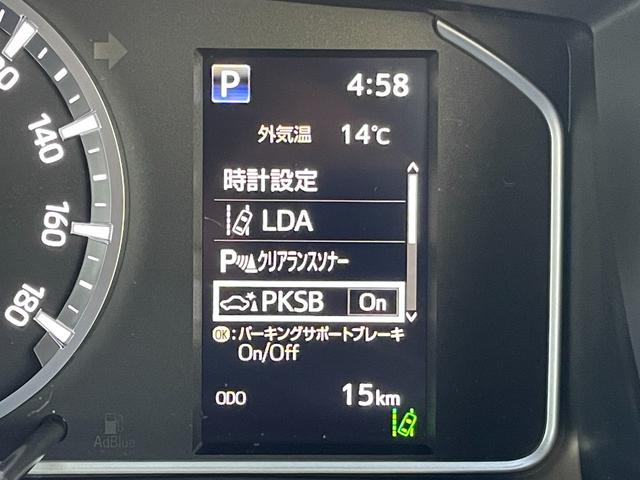 P 4:58
外気温 14℃
時計設定
LDA
Pクリアランスソナー
PKSB On
OK:パーキングサポートブレーキ
On/Off
ODO 15km
140
160
180
AdBlue